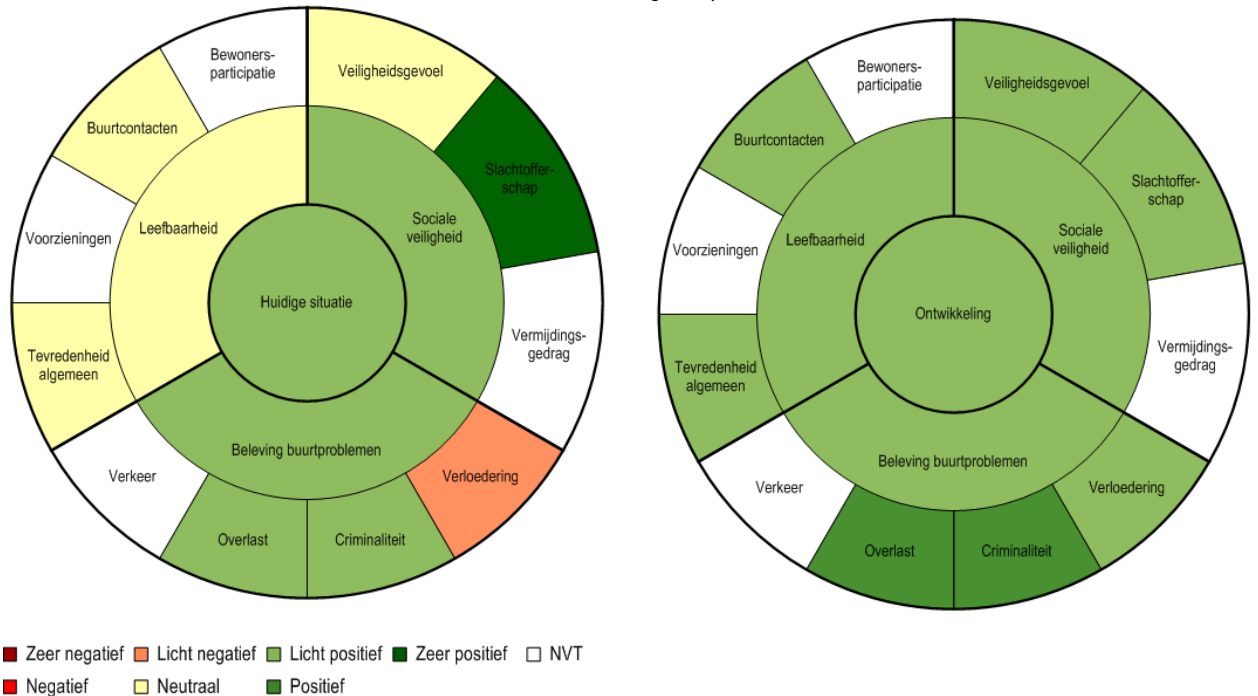 Bewoners-
participatie
Veiligheidsgevoel
Buurtcontacten
Slachtoffer-
schap
Voorzieningen
Leefbaarheid
Sociale
veiligheid
Huidige situatie
Tevredenheid
algemeen
Vermijdings-
gedrag
Beleving buurtproblemen
Verkeer
Verloedering
Overlast
Criminaliteit
Bewoners-
participatie
Veiligheidsgevoel
Buurtcontacten
Slachtoffer-
schap
Voorzieningen
Leefbaarheid
Sociale
veiligheid
Ontwikkeling
Tevredenheid
algemeen
Vermijdings-
gedrag
Beleving buurtproblemen
Verkeer
Verloedering
Overlast
Criminaliteit
Zeer negatief Licht negatief Licht positief Zeer positief NVT
Negatief Neutraal Positief